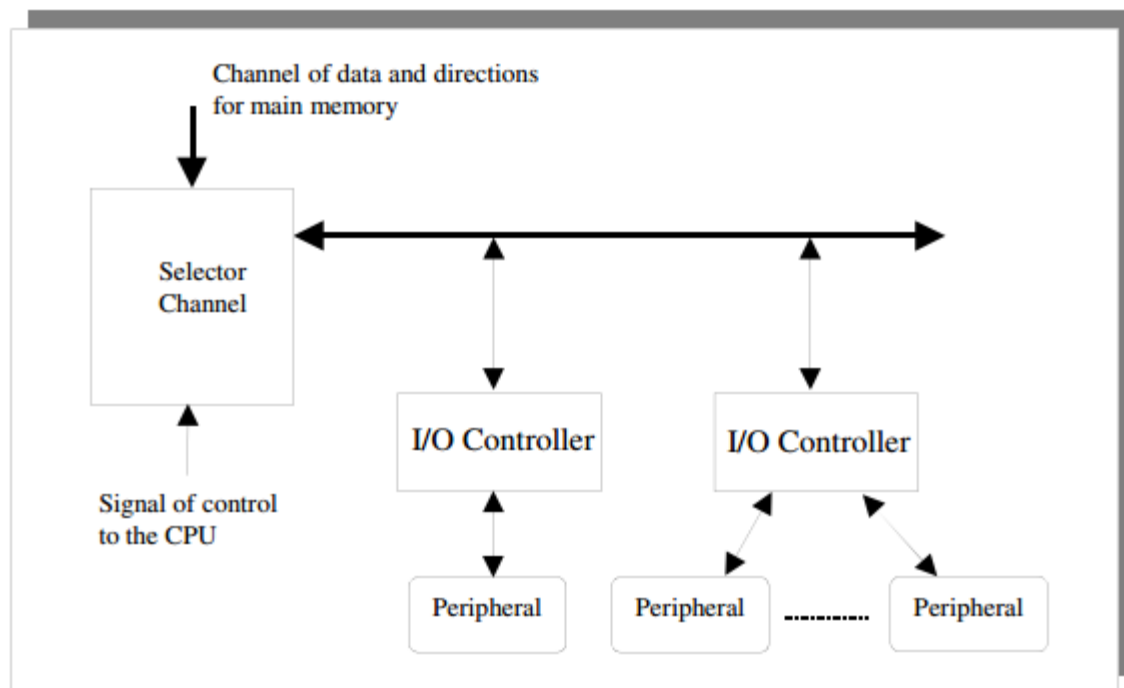 Channel of data and directions
for main memory
Selector
Channel
I/O Controller
I/O Controller
Signal of control
to the CPU
Peripheral
Peripheral
Peripheral